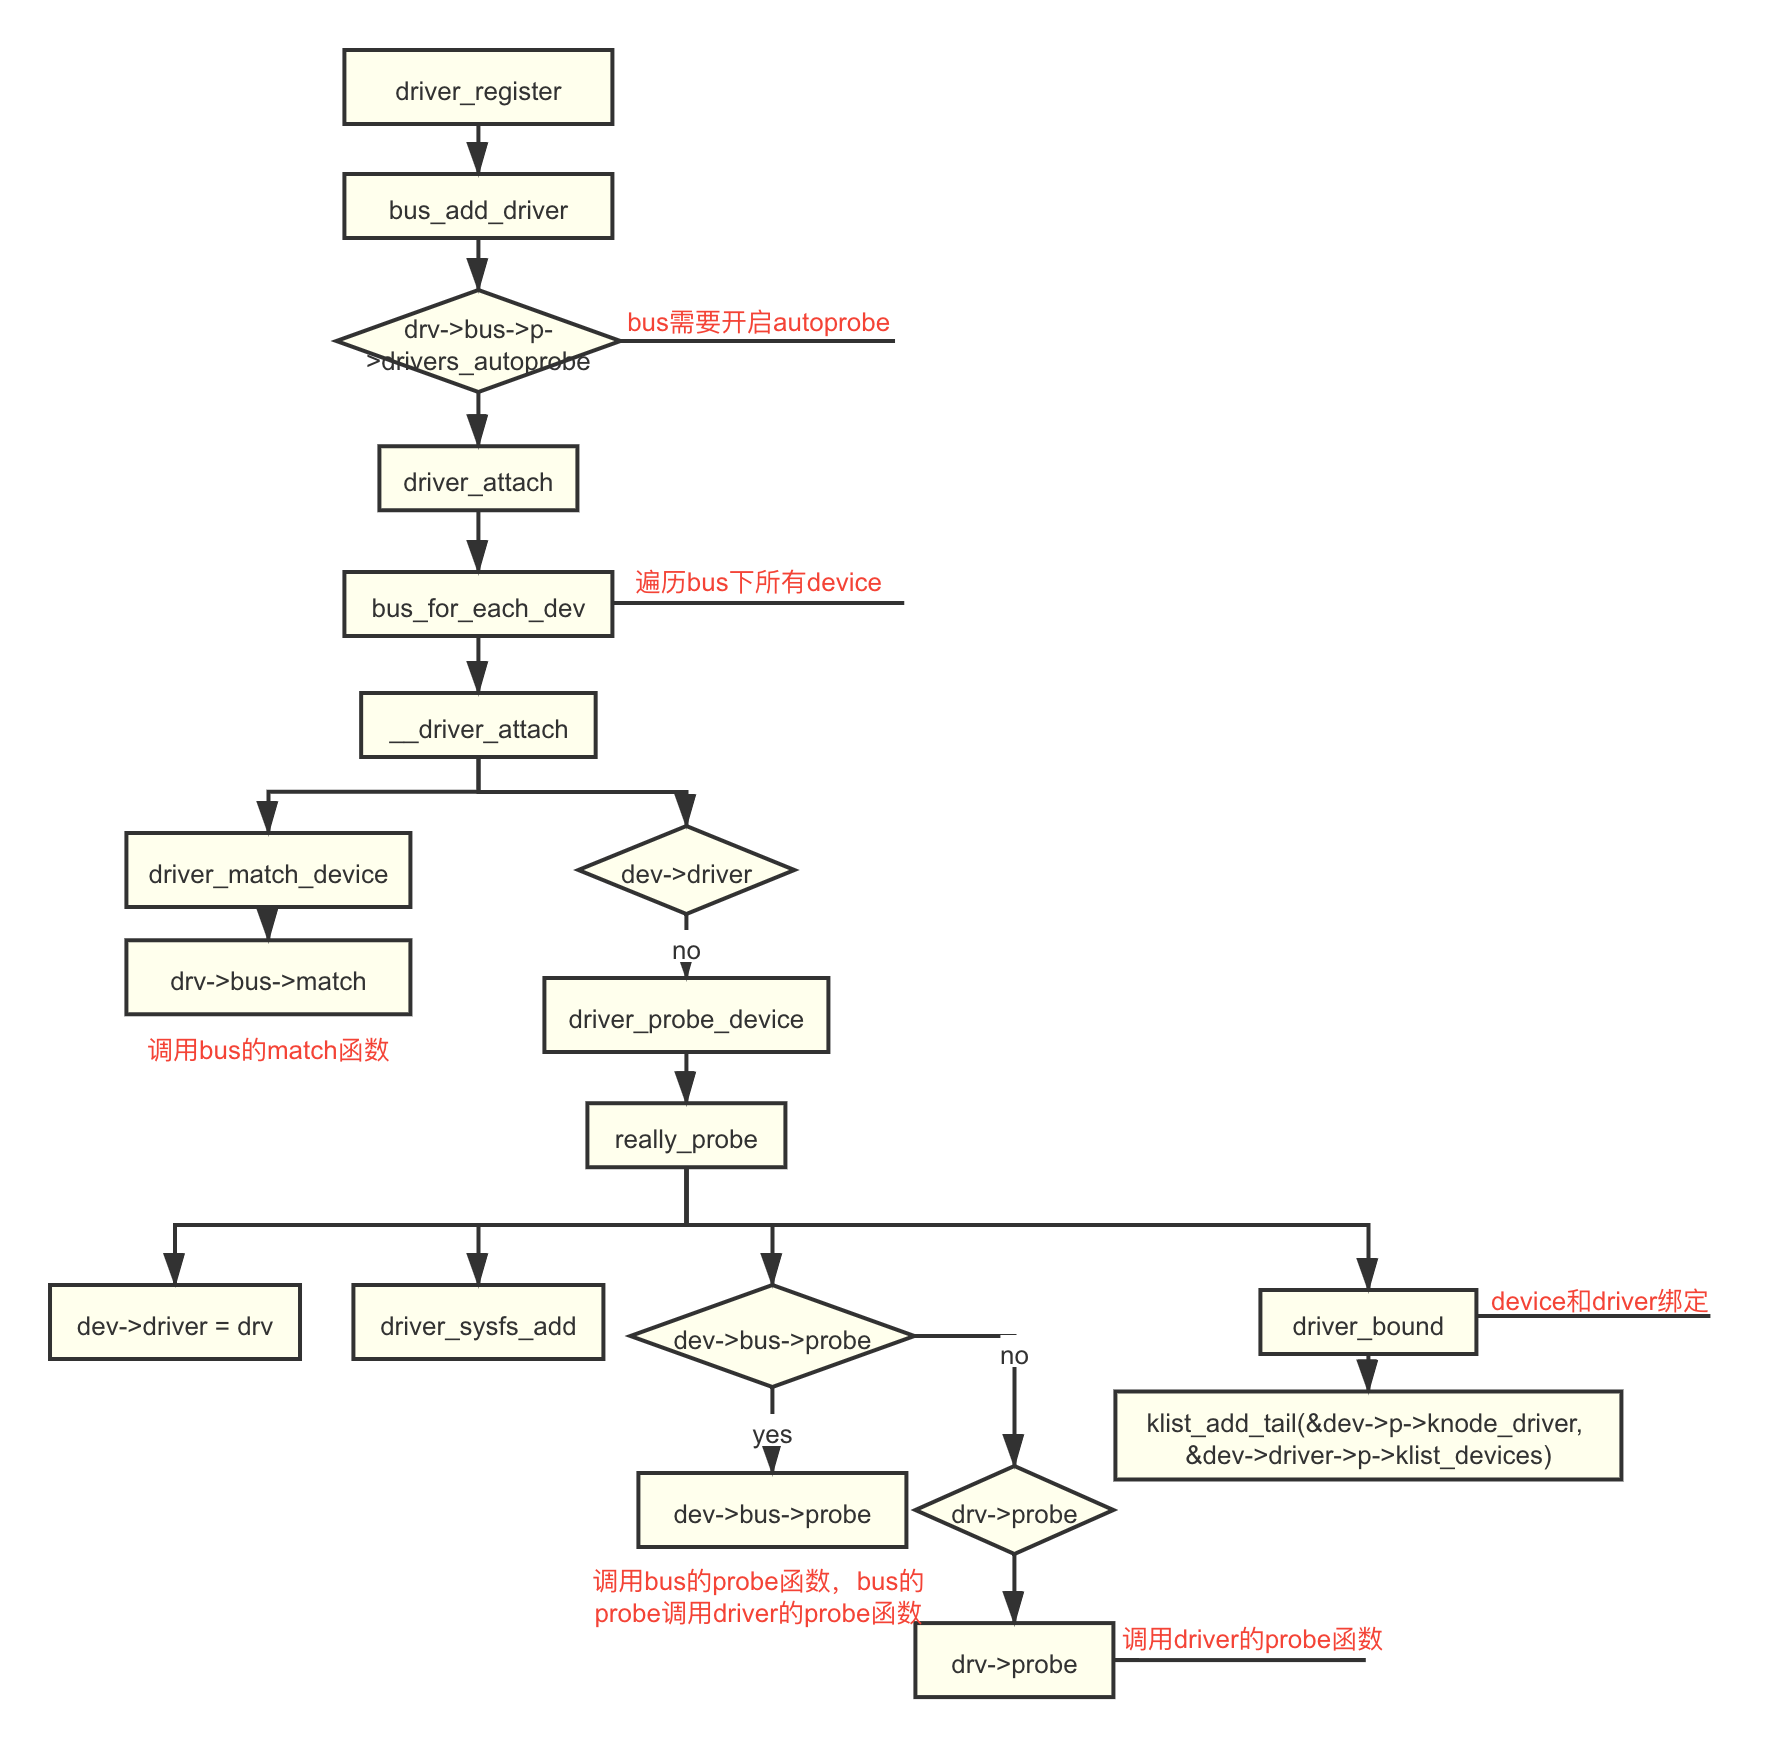 driver_register
bus_add_driver
drv->bus->p-
>drivers_autoprobe
bus需要开启autoprobe
driver_attach
bus_for_each_dev
遍历bus下所有device
__driver_attach
driver_match_device
dev->driver
drv->bus->match
no
调用bus的match函数
driver_probe_device
really_probe
dev->driver = drv
driver_sysfs_add
dev->bus->probe
no
driver_bound
device和driver绑定
yes
klist_add_tail(&dev->p->knode_driver,
&dev->driver->p->klist_devices)
dev->bus->probe
drv->probe
调用bus的probe函数，bus的
probe调用driver的probe函数
drv->probe
调用driver的probe函数